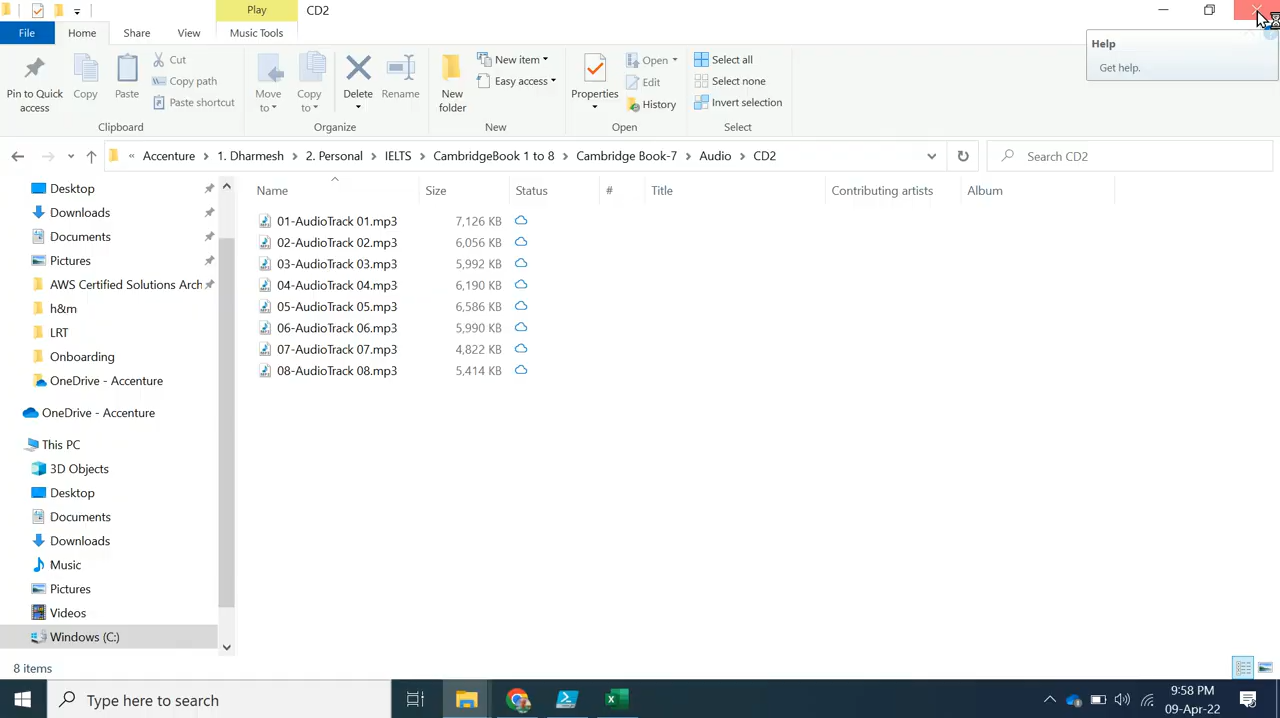 Play
CD2
File
Home
Share
View
Music Tools
Help
Get help.
Pin to Quick access
Copy
Paste
Cut
Copy path
Paste shortcut
Clipboard
Move to
Copy to
Delete
Rename
Organize
New folder
New item
Easy access
New
Properties
Open
Edit
History
Open
Select all
Select none
Invert selection
Select
« Accenture > 1. Dharmesh > 2. Personal > IELTS > CambridgeBook 1 to 8 > Cambridge Book-7 > Audio > CD2
Search CD2
Desktop
Downloads
Documents
Pictures
AWS Certified Solutions Arch
h&m
LRT
Onboarding
OneDrive - Accenture
OneDrive - Accenture
This PC
3D Objects
Desktop
Documents
Downloads
Music
Pictures
Videos
Windows (C:)
Name Size Status # Title Contributing artists Album
01-AudioTrack 01.mp3 7,126 KB
02-AudioTrack 02.mp3 6,056 KB
03-AudioTrack 03.mp3 5,992 KB
04-AudioTrack 04.mp3 6,190 KB
05-AudioTrack 05.mp3 6,586 KB
06-AudioTrack 06.mp3 5,990 KB
07-AudioTrack 07.mp3 4,822 KB
08-AudioTrack 08.mp3 5,414 KB
8 items
Type here to search
9:58 PM
09-Apr-22